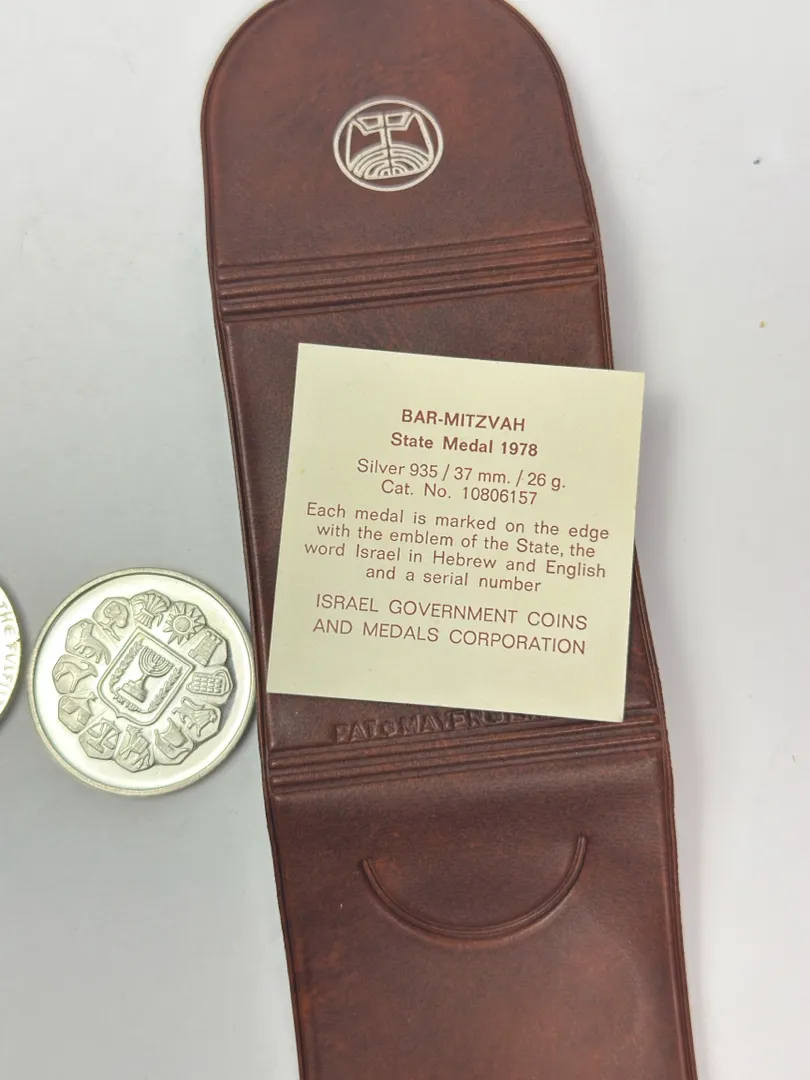 BAR-MITZVAH
State Medal 1978
Silver 935 / 37 mm. / 26 g.
Cat. No. 10806157
Each medal is marked on the edge
with the emblem of the State, the
word Israel in Hebrew and English
and a serial number
ISRAEL GOVERNMENT COINS
AND MEDALS CORPORATION
THE